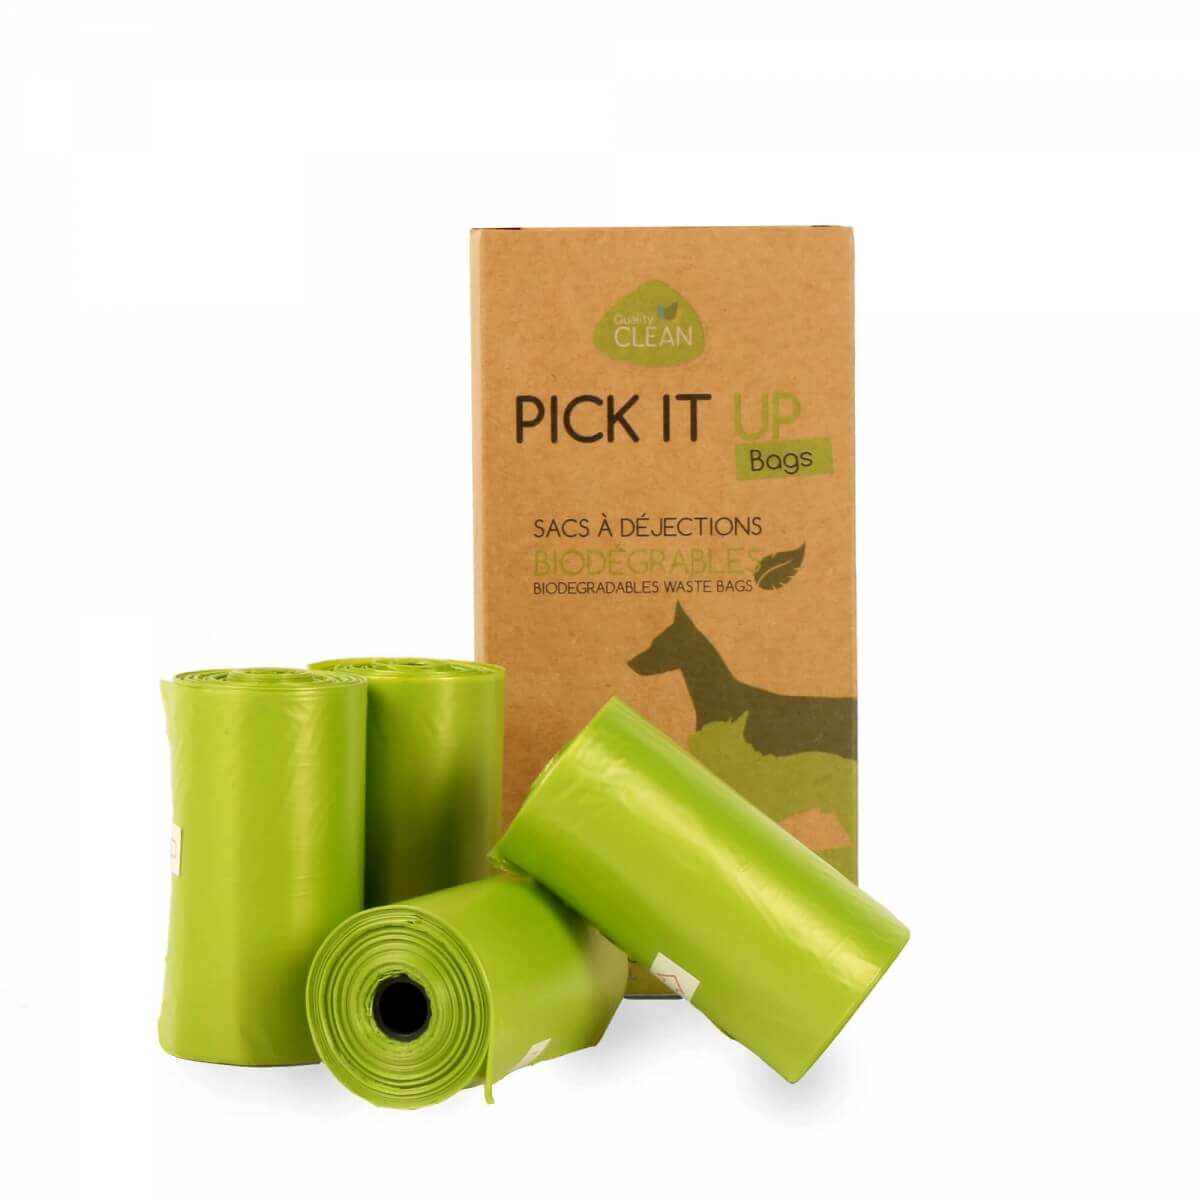 Quality
CLEAN
PICK IT UP
Bags
SACS À DÉJECTIONS
BIODÉGRABLES
BIODEGRADABLES WASTE BAGS